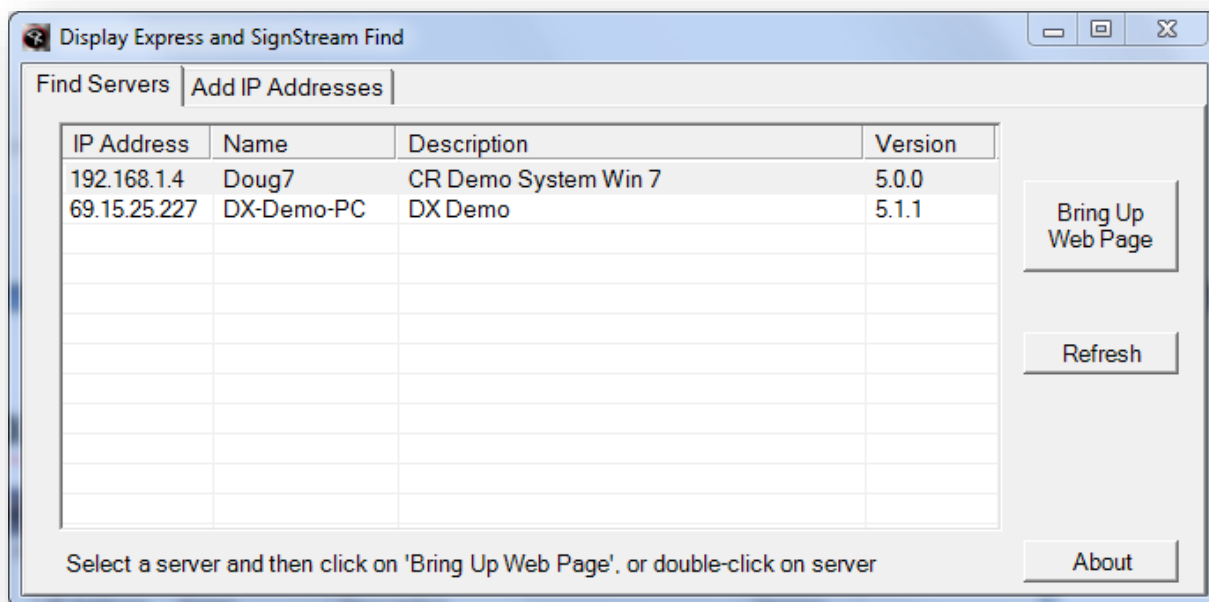 Display Express and SignStream Find
Find Servers Add IP Addresses
IP Address Name Description Version
192.168.1.4 Doug7 CR Demo System Win 7 5.0.0
69.15.25.227 DX-Demo-PC DX Demo 5.1.1
Bring Up
Web Page
Refresh
Select a server and then click on 'Bring Up Web Page', or double-click on server
About